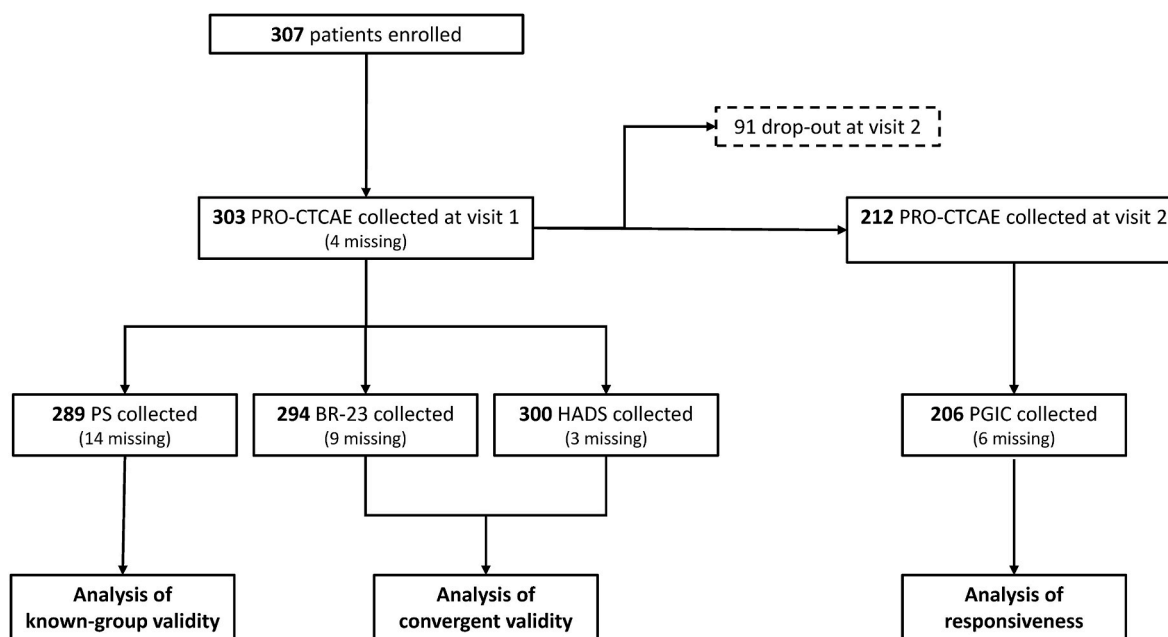 307 patients enrolled
91 drop-out at visit 2
303 PRO-CTCAE collected at visit 1
(4 missing)
212 PRO-CTCAE collected at visit 2
289 PS collected
(14 missing)
294 BR-23 collected
(9 missing)
300 HADS collected
(3 missing)
206 PGIC collected
(6 missing)
Analysis of
known-group validity
Analysis of
convergent validity
Analysis of
responsiveness